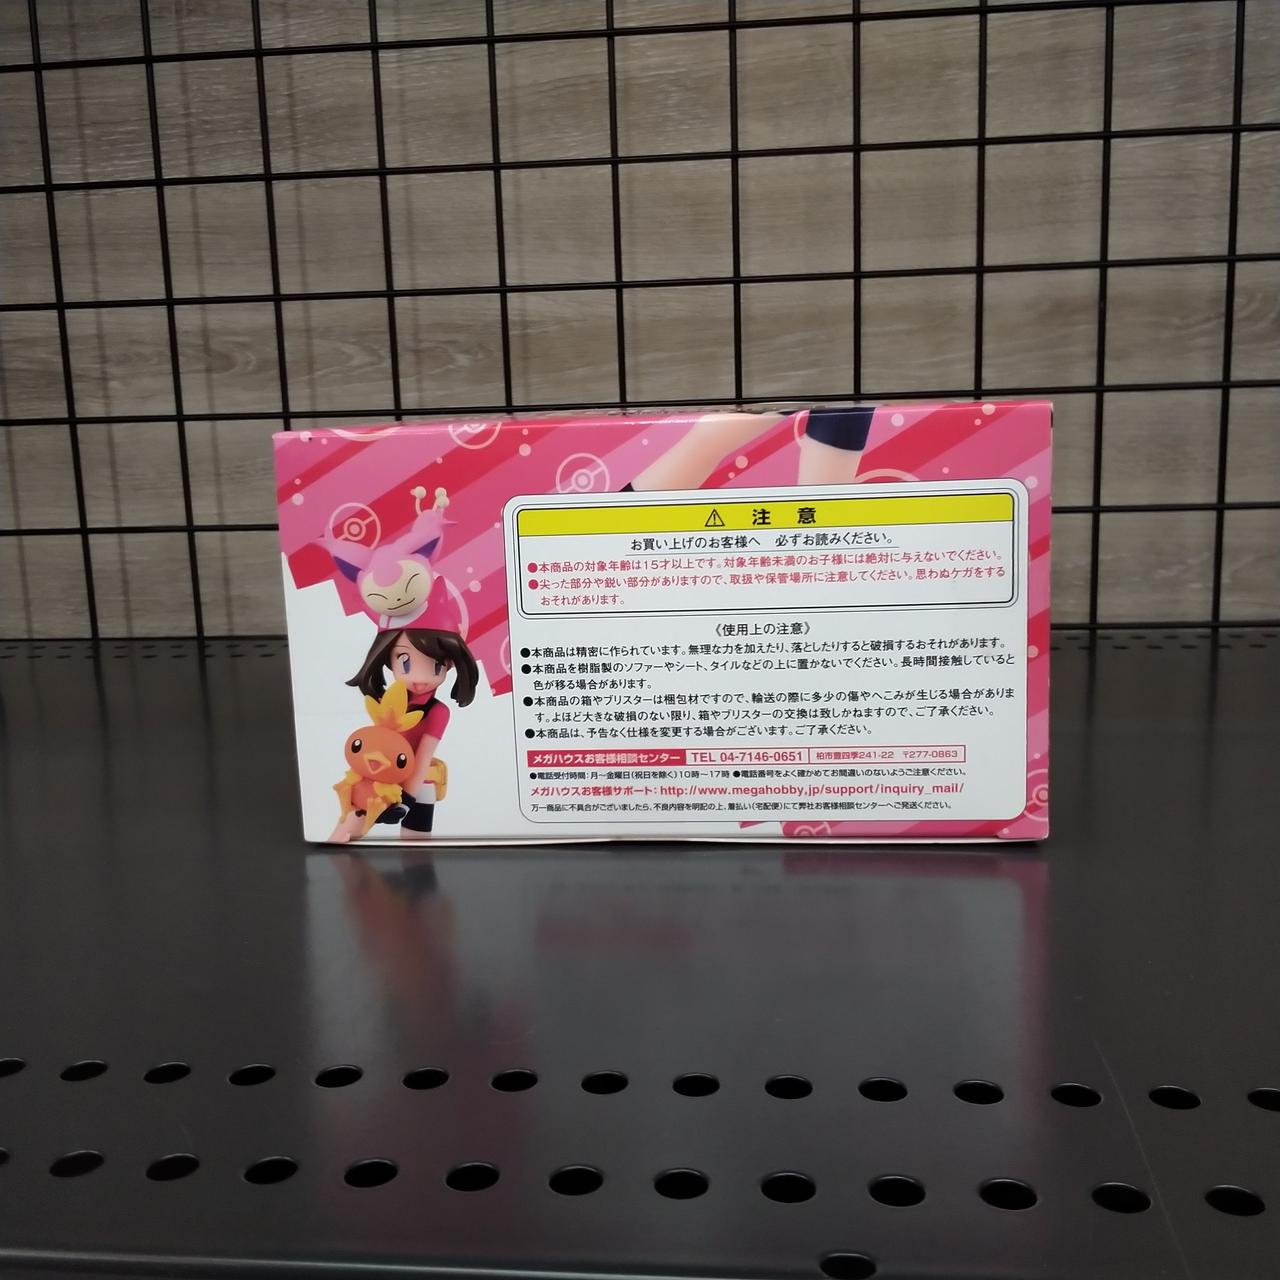 ⚠ 注意
お買い上げのお客様へ 必ずお読みください。
●本商品の対象年齢は15才以上です。対象年齢未満のお子様には絶対に与えないでください。
●尖った部分や鋭い部分がありますので、取扱や保管場所に注意してください。思わぬケガをする
おそれがあります。
《使用上の注意》
●本商品は精密に作られています。無理な力を加えたり、落としたりすると破損するおそれがあります。
●本商品を樹脂製のソファーやシート、タイルなどの上に置かないでください。長時間接触していると
色が移る場合があります。
●本商品の箱やブリスターは梱包材ですので、輸送の際に多少の傷やへこみが生じる場合がありま
す。よほど大きな破損のない限り、箱やブリスターの交換は致しかねますので、ご了承ください。
●本商品は、予告なく仕様を変更する場合がございます。ご了承ください。
メガハウスお客様相談センター TEL 04-7146-0651 柏市豊四季241-22 〒277-0863
●電話受付時間:月〜金曜日(祝日を除く)10時〜17時 ●電話番号をよく確かめてお間違いのないようご注意ください。
メガハウスお客様サポート: http://www.megahobby.jp/support/inquiry_mail/
万一商品に不具合がございましたら、不良内容を明記の上、着払い(宅配便)にて弊社お客様相談センターへご発送ください。